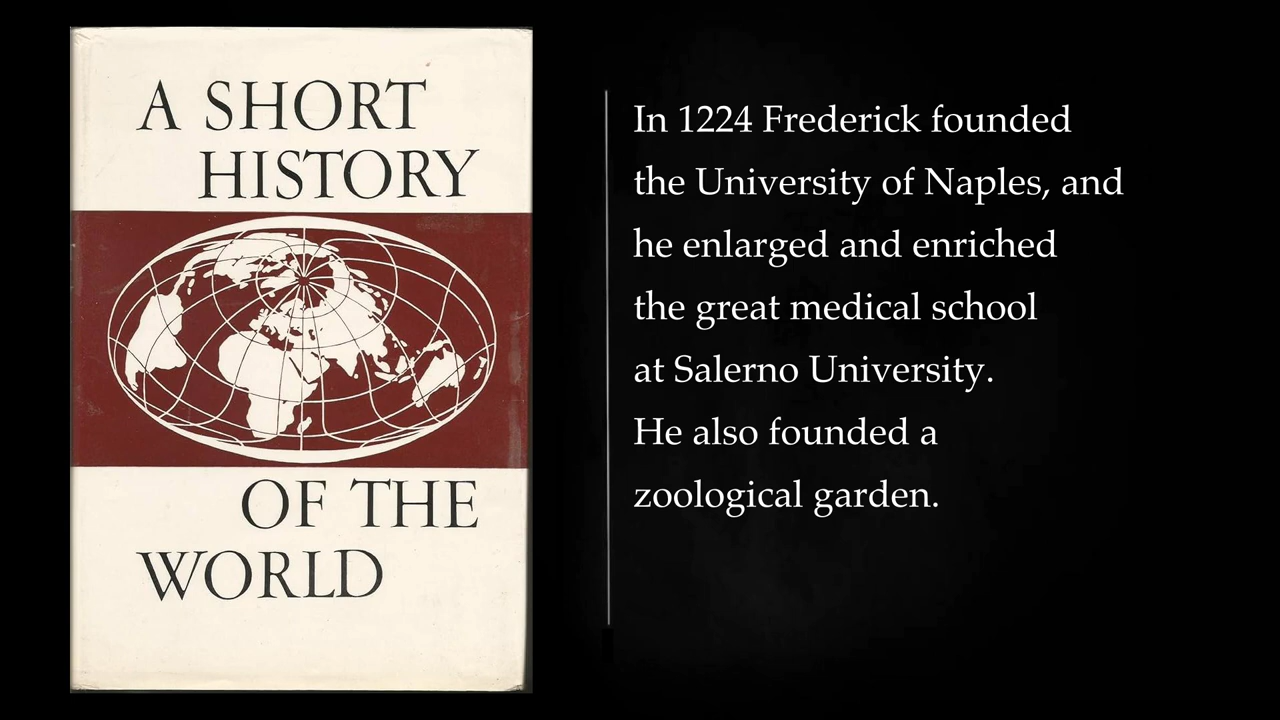 A SHORT
HISTORY
OF THE
WORLD
In 1224 Frederick founded
the University of Naples, and
he enlarged and enriched
the great medical school
at Salerno University.
He also founded a
zoological garden.